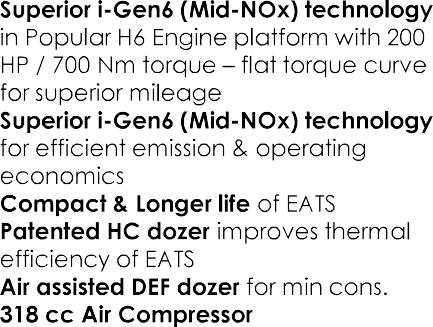 Superior i-Gen6 (Mid-NOx) technology
in Popular H6 Engine platform with 200
HP / 700 Nm torque – flat torque curve
for superior mileage
Superior i-Gen6 (Mid-NOx) technology
for efficient emission & operating
economics
Compact & Longer life of EATS
Patented HC dozer improves thermal
efficiency of EATS
Air assisted DEF dozer for min cons.
318 cc Air Compressor